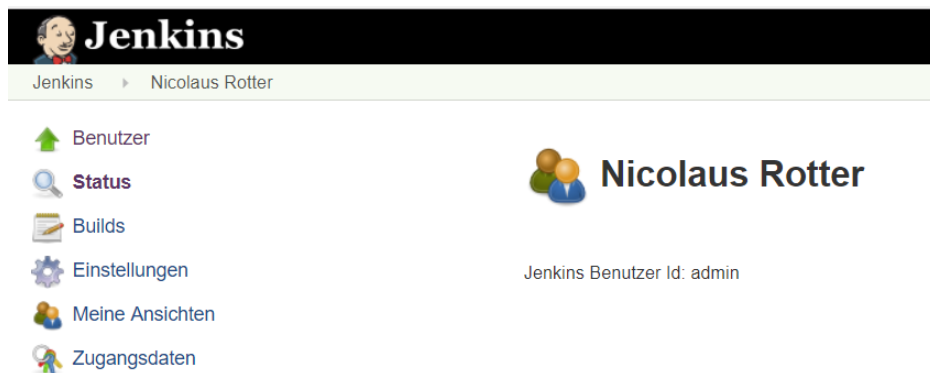 Jenkins
Jenkins Nicolaus Rotter
Benutzer
Status
Builds
Einstellungen
Meine Ansichten
Zugangsdaten
Nicolaus Rotter
Jenkins Benutzer Id: admin